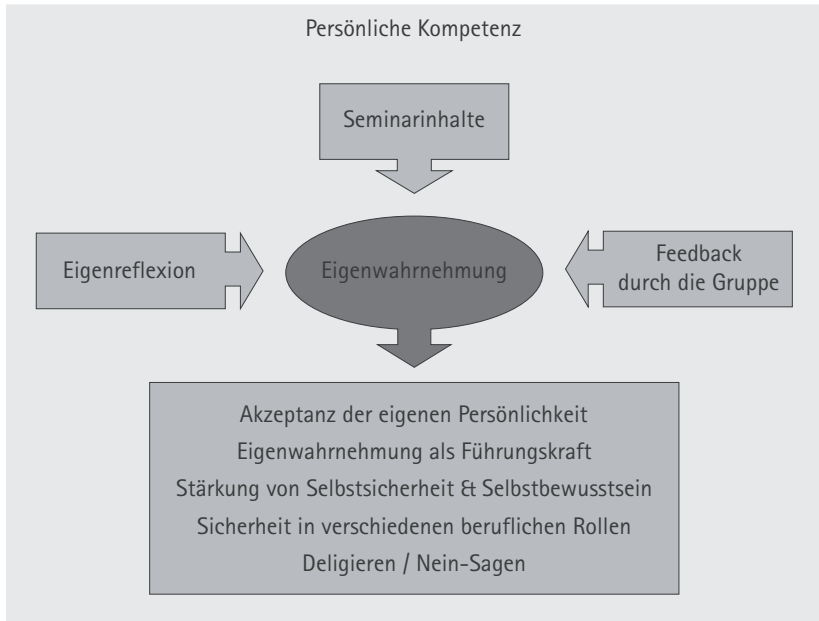 Persönliche Kompetenz
Seminarinhalte
Eigenreflexion
Eigenwahrnehmung
Feedback
durch die Gruppe
Akzeptanz der eigenen Persönlichkeit
Eigenwahrnehmung als Führungskraft
Stärkung von Selbstsicherheit & Selbstbewusstsein
Sicherheit in verschiedenen beruflichen Rollen
Deligieren / Nein-Sagen